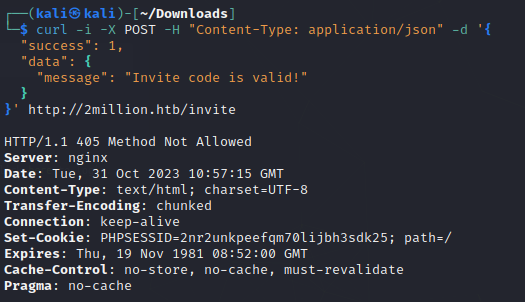 ┌──(kali㉿kali)-[~/Downloads]
└─$ curl -i -X POST -H "Content-Type: application/json" -d '{
  "success": 1,
  "data": {
    "message": "Invite code is valid!"
  }
}' http://2million.htb/invite

HTTP/1.1 405 Method Not Allowed
Server: nginx
Date: Tue, 31 Oct 2023 10:57:15 GMT
Content-Type: text/html; charset=UTF-8
Transfer-Encoding: chunked
Connection: keep-alive
Set-Cookie: PHPSESSID=2nr2unkpeefqm70lijbh3sdk25; path=/
Expires: Thu, 19 Nov 1981 08:52:00 GMT
Cache-Control: no-store, no-cache, must-revalidate
Pragma: no-cache